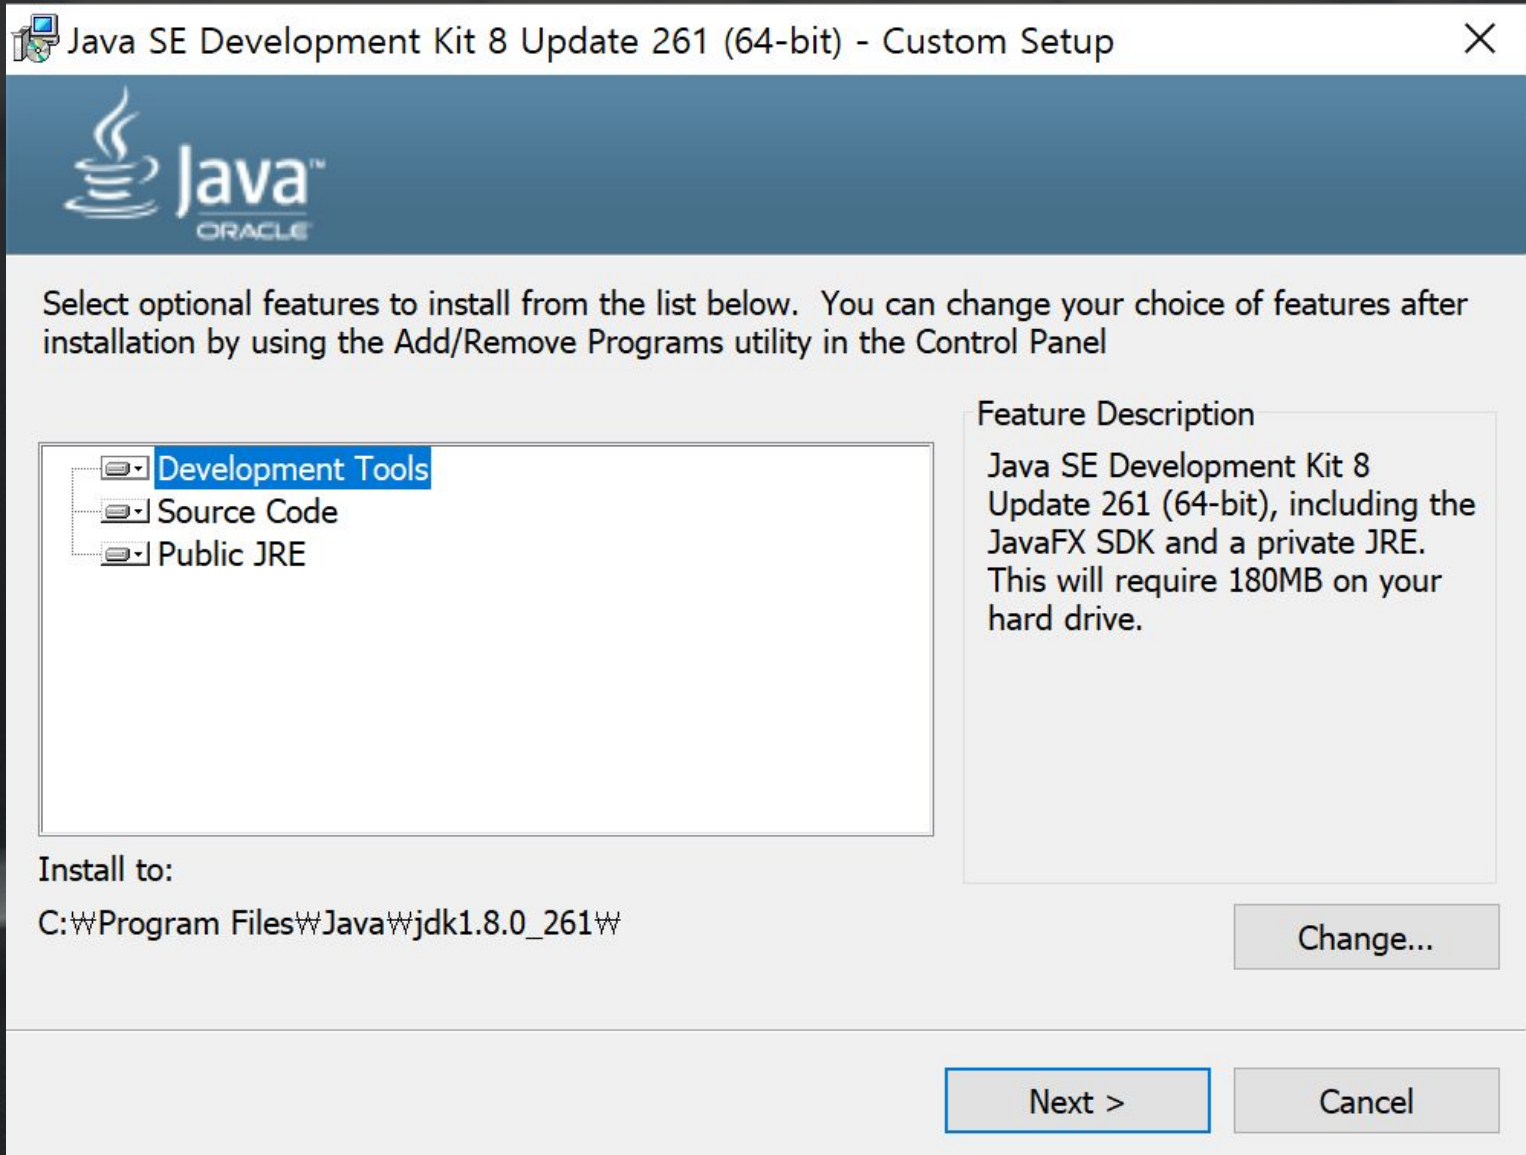 Java SE Development Kit 8 Update 261 (64-bit) - Custom Setup
Java™
ORACLE
Select optional features to install from the list below.  You can change your choice of features after
installation by using the Add/Remove Programs utility in the Control Panel
Development Tools
Source Code
Public JRE
Feature Description
Java SE Development Kit 8
Update 261 (64-bit), including the
JavaFX SDK and a private JRE.
This will require 180MB on your
hard drive.
Install to:
C:₩Program Files₩Java₩jdk1.8.0_261₩
Change...
Next >
Cancel